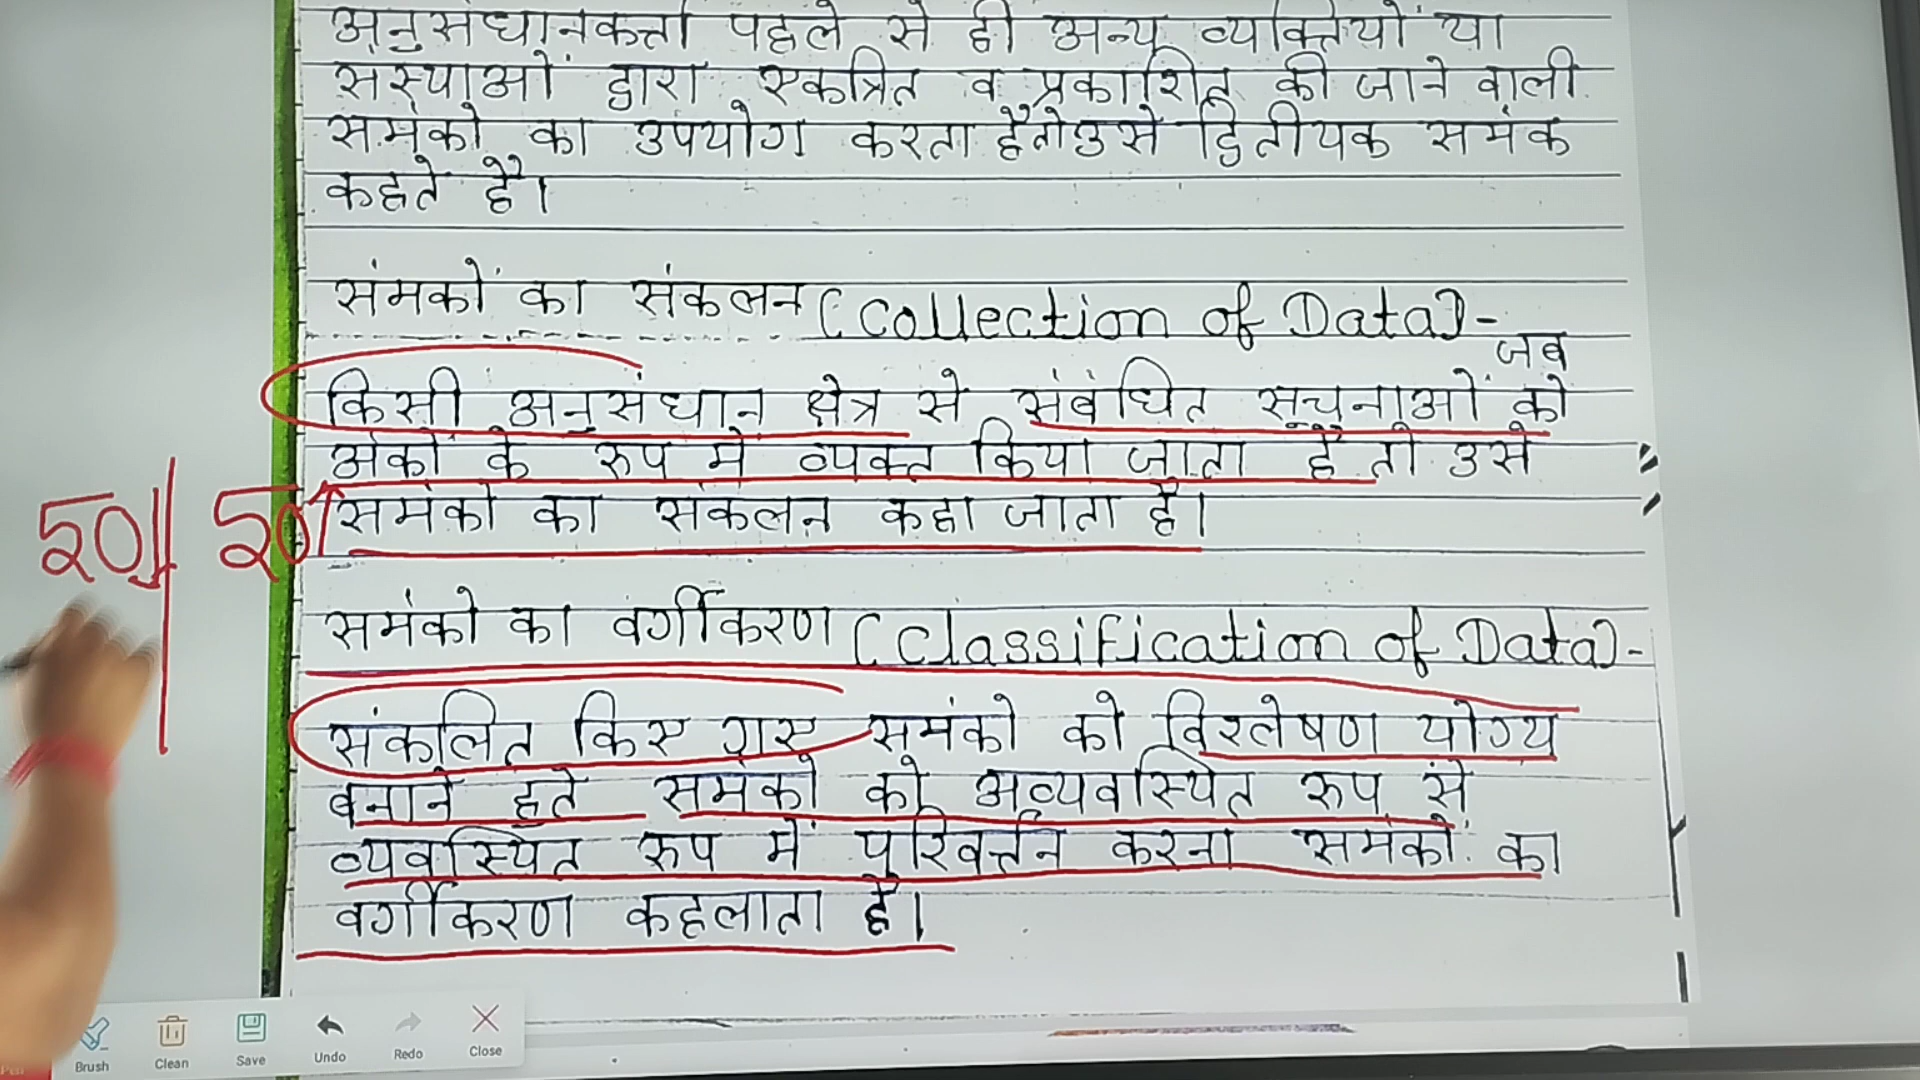 अनुसंधानकर्त्ता पहले से ही अन्य व्यक्तियों या
संस्थाओं द्वारा एकत्रित व प्रकाशित की जाने वाली
समंकों का उपयोग करता हैतोउसे द्वितीयक समंक
कहते है।
संमकों का संकलन (Collection of Data)-
जब
किसी अनुसंधान क्षेत्र से संबंधित सूचनाओं को
अंकों के रुप में व्यक्त किया जाता है तो उसे
समंकों का संकलन कहा जाता है।
50
50
समंकों का वर्गीकरण (Classification of Data)-
संकलित किए गए समंकों को विश्लेषण योग्य
बनाने हेतु समंकों को अव्यवस्थित रुप से
व्यवस्थित रुप में परिवर्त्तन करना समंकों का
वर्गीकरण कहलाता है।
Pen
Brush
Clean
Save
Undo
Redo
Close